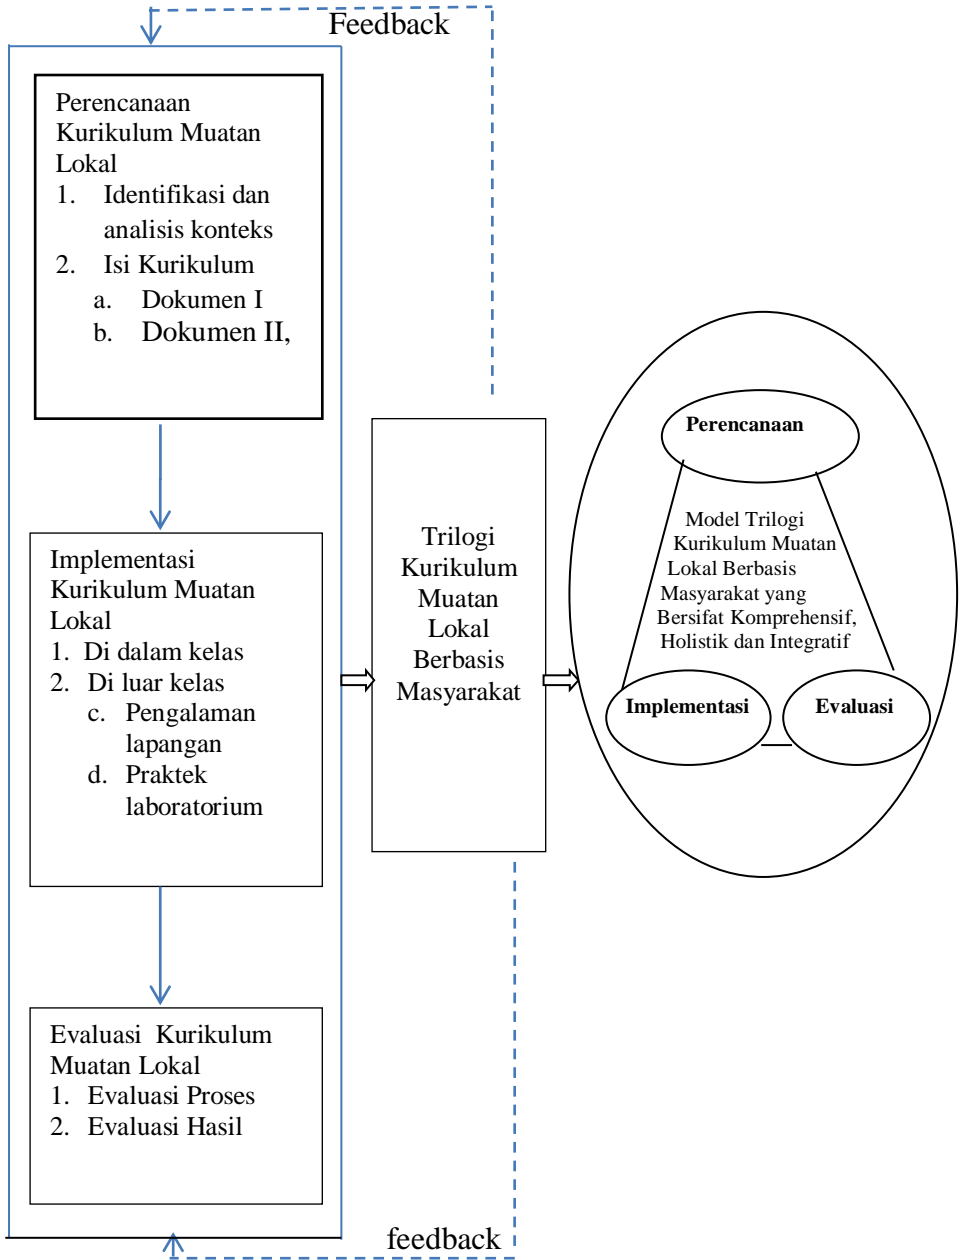 Feedback
Perencanaan
Kurikulum Muatan
Lokal
1. Identifikasi dan
analisis konteks
2. Isi Kurikulum
a. Dokumen I
b. Dokumen II,
Implementasi
Kurikulum Muatan
Lokal
1. Di dalam kelas
2. Di luar kelas
c. Pengalaman
lapangan
d. Praktek
laboratorium
Evaluasi Kurikulum
Muatan Lokal
1. Evaluasi Proses
2. Evaluasi Hasil
Trilogi
Kurikulum
Muatan
Lokal
Berbasis
Masyarakat
Perencanaan
Model Trilogi
Kurikulum Muatan
Lokal Berbasis
Masyarakat yang
Bersifat Komprehensif,
Holistik dan Integratif
Implementasi
Evaluasi
feedback